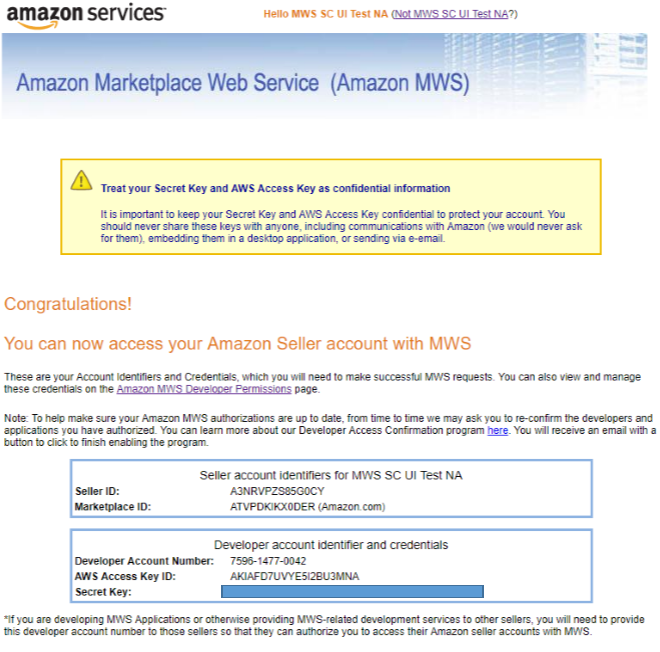 amazon services
Hello MWS SC UI Test NA (Not MWS SC UI Test NA?)
Amazon Marketplace Web Service (Amazon MWS)
Treat your Secret Key and AWS Access Key as confidential information
It is important to keep your Secret Key and AWS Access Key confidential to protect your account. You
should never share these keys with anyone, including communications with Amazon (we would never ask
for them), embedding them in a desktop application, or sending via e-email.
Congratulations!
You can now access your Amazon Seller account with MWS
These are your Account Identifiers and Credentials, which you will need to make successful MWS requests. You can also view and manage
these credentials on the Amazon MWS Developer Permissions page.
Note: To help make sure your Amazon MWS authorizations are up to date, from time to time we may ask you to re-confirm the developers and
applications you have authorized. You can learn more about our Developer Access Confirmation program here. You will receive an email with a
button to click to finish enabling the program.
Seller account identifiers for MWS SC UI Test NA
Seller ID: A3NRVPZS85G0CY
Marketplace ID: ATVPDKIKX0DER (Amazon.com)
Developer account identifier and credentials
Developer Account Number: 7596-1477-0042
AWS Access Key ID: AKIAFD7UVYE5I2BU3MNA
Secret Key:
*If you are developing MWS Applications or otherwise providing MWS-related development services to other sellers, you will need to provide
this developer account number to those sellers so that they can authorize you to access their Amazon seller accounts with MWS.